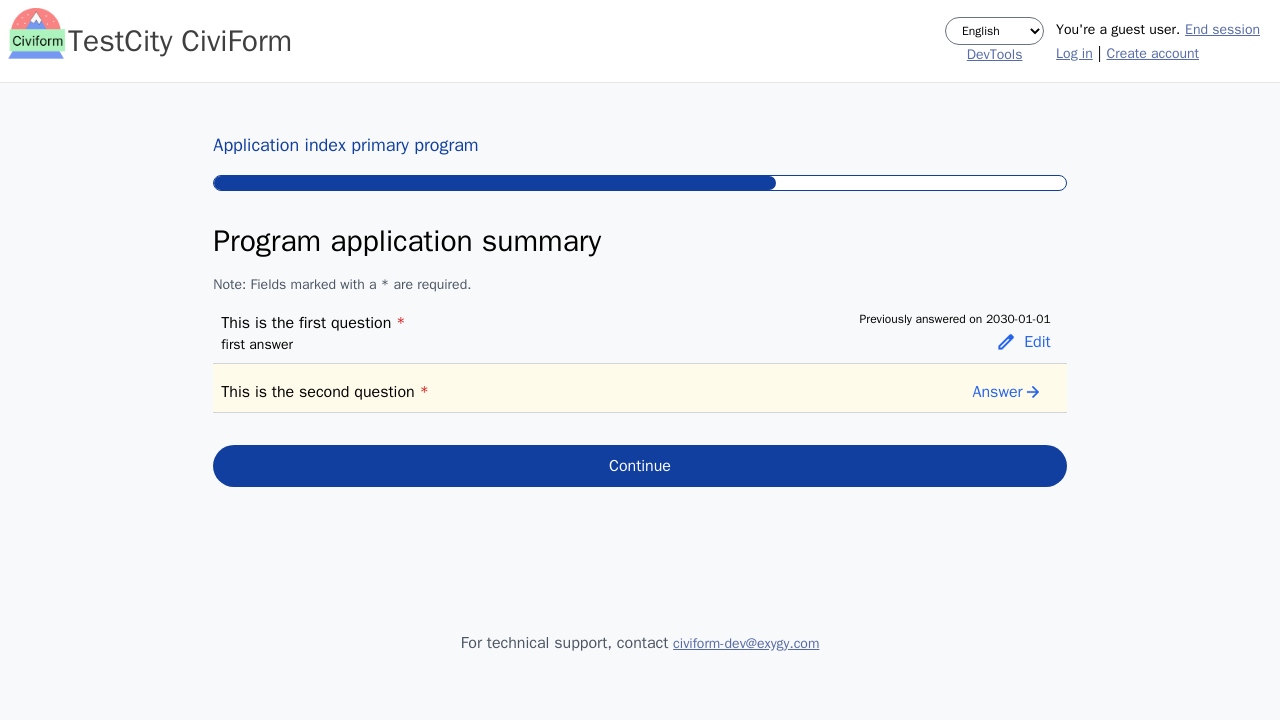 Civiform
TestCity CiviForm
English
DevTools
You're a guest user. End session
Log in | Create account
Application index primary program
Program application summary
Note: Fields marked with a * are required.
This is the first question *
first answer
Previously answered on 2030-01-01
Edit
This is the second question *
Answer
Continue
For technical support, contact civiform-dev@exygy.com